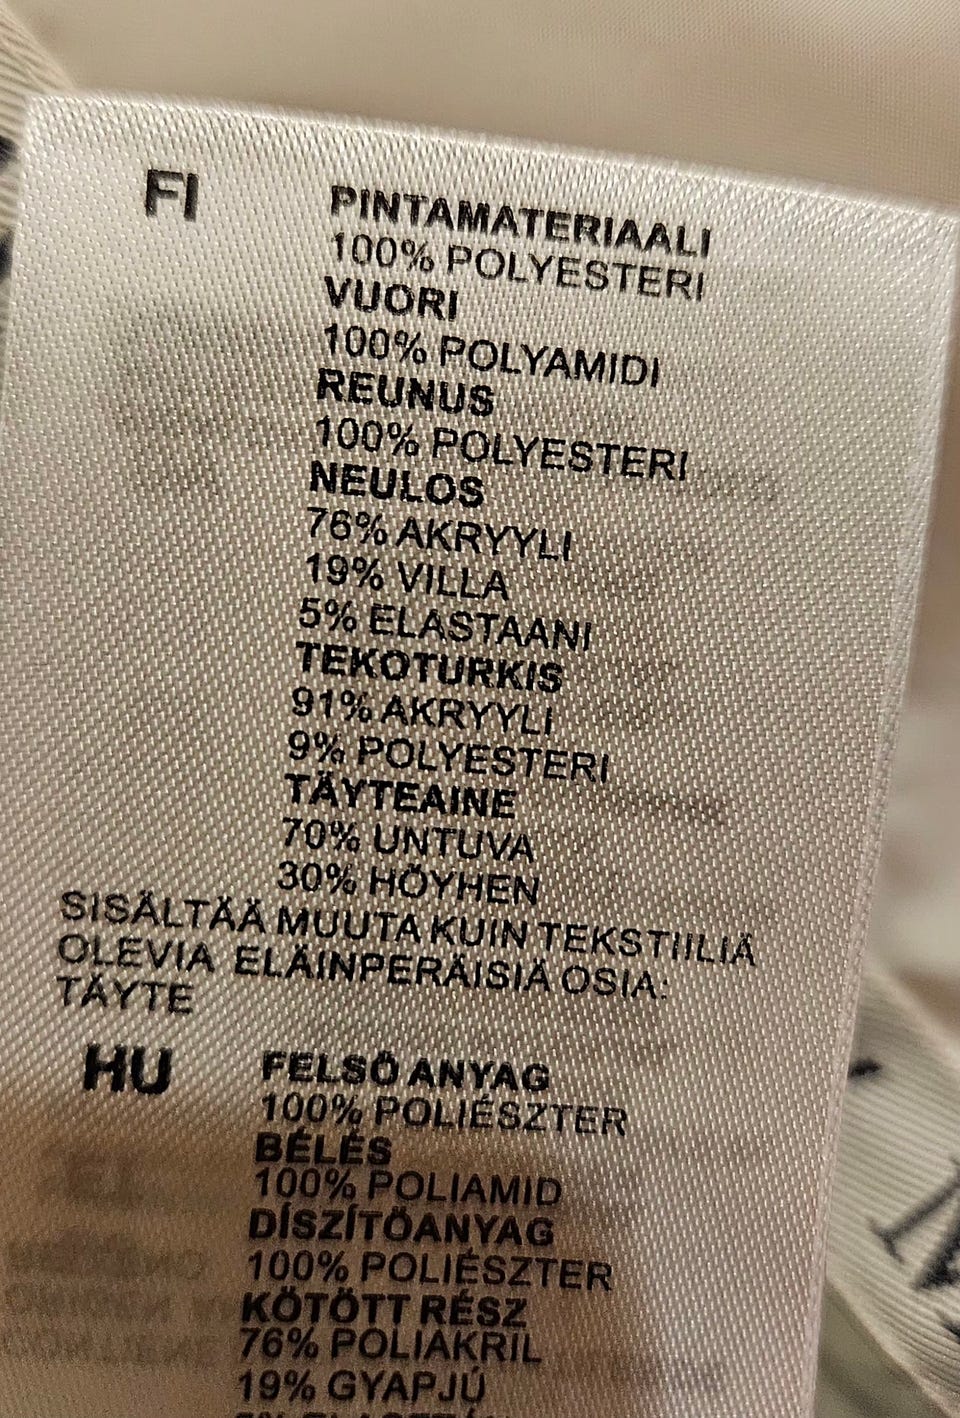 FI
PINTAMATERIAALI
100% POLYESTERI
VUORI
100% POLYAMIDI
REUNUS
100% POLYESTERI
NEULOS
76% AKRYYLI
19% VILLA
5% ELASTAANI
TEKOTURKIS
91% AKRYYLI
9% POLYESTERI
TÄYTEAINE
70% UNTUVA
30% HÖYHEN
SISÄLTÄÄ MUUTA KUIN TEKSTIILIÄ
OLEVIA ELÄINPERÄISIÄ OSIA:
TÄYTE
HU
FELSŐ ANYAG
100% POLIÉSZTER
BÉLÉS
100% POLIAMID
DÍSZÍTŐANYAG
100% POLIÉSZTER
KÖTÖTT RÉSZ
76% POLIAKRIL
19% GYAPJÚ